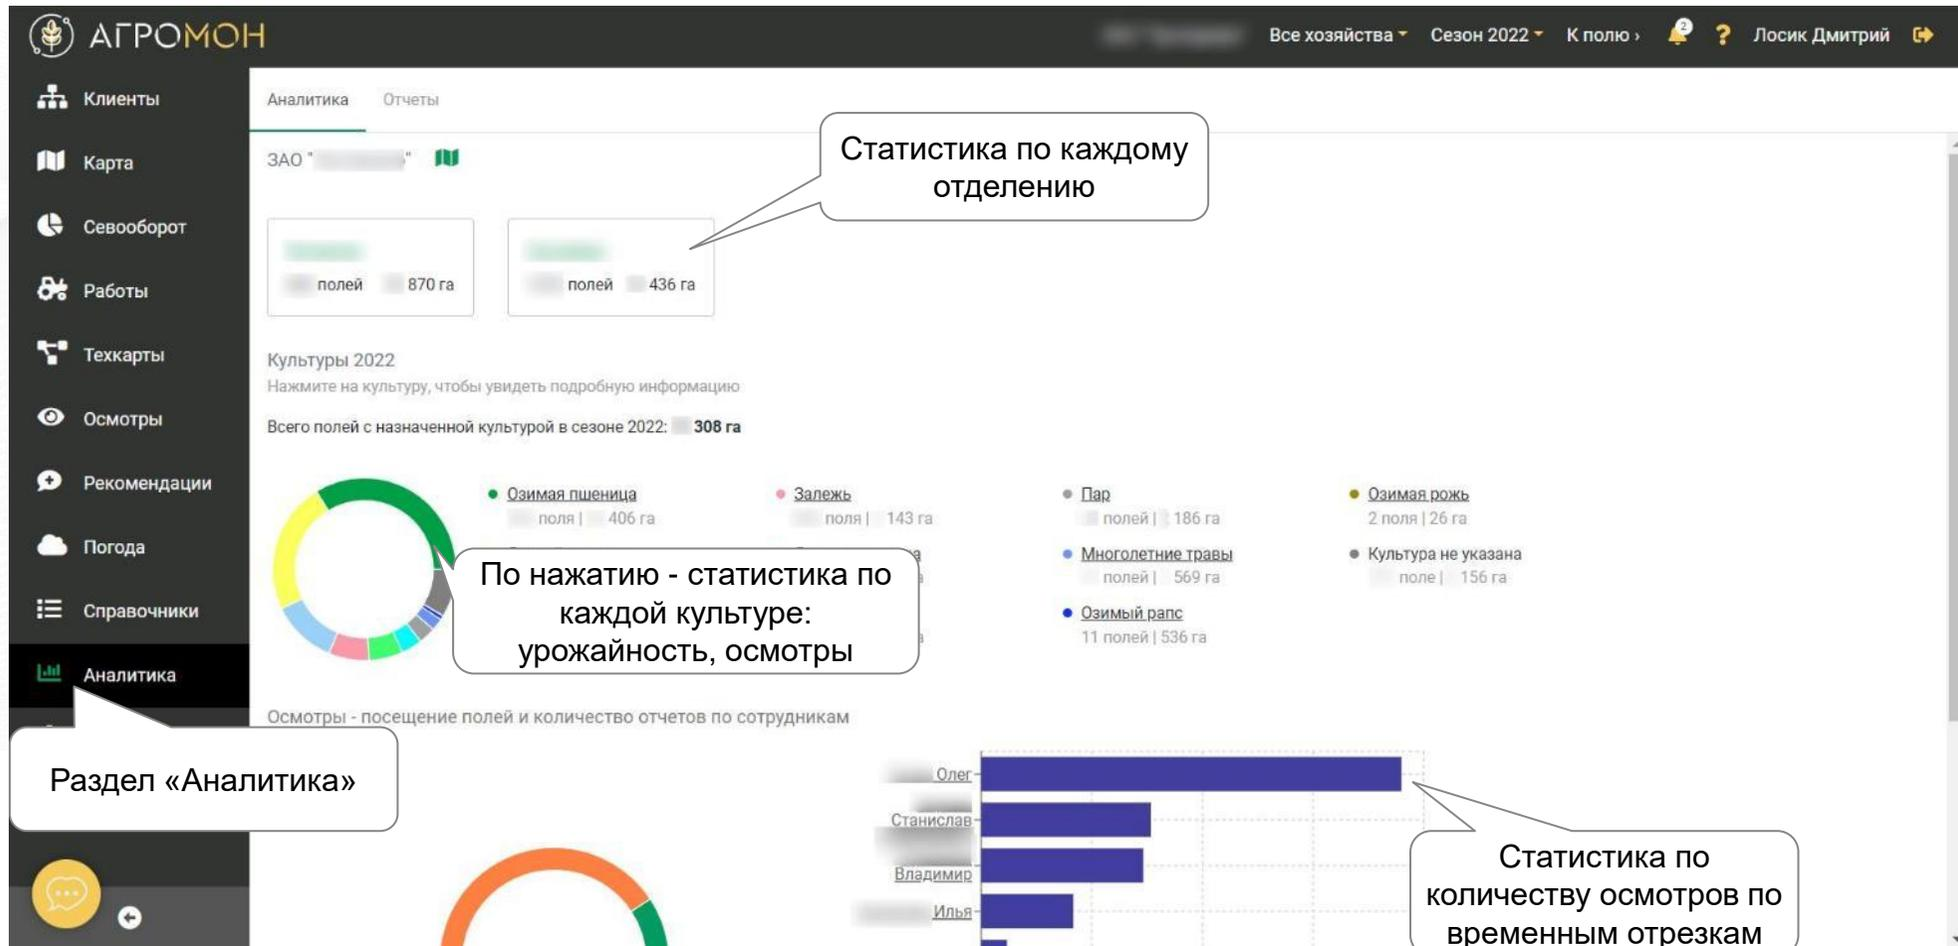 АГРОМОН
Все хозяйства Сезон 2022 К полю › 2 ? Лосик Дмитрий
Клиенты
Карта
Севооборот
Работы
Техкарты
Осмотры
Рекомендации
Погода
Справочники
Аналитика
Раздел «Аналитика»
Аналитика Отчеты
ЗАО " "
Статистика по каждому
отделению
полей 870 га
полей 436 га
Культуры 2022
Нажмите на культуру, чтобы увидеть подробную информацию
Всего полей с назначенной культурой в сезоне 2022: 308 га
Озимая пшеница
поля | 406 га
Залежь
поля | 143 га
Пар
полей | 186 га
Озимая рожь
2 поля | 26 га
Многолетние травы
полей | 569 га
Культура не указана
поле | 156 га
Озимый рапс
11 полей | 536 га
По нажатию - статистика по
каждой культуре:
урожайность, осмотры
Осмотры - посещение полей и количество отчетов по сотрудникам
Олег
Станислав
Владимир
Илья
Статистика по
количеству осмотров по
временным отрезкам